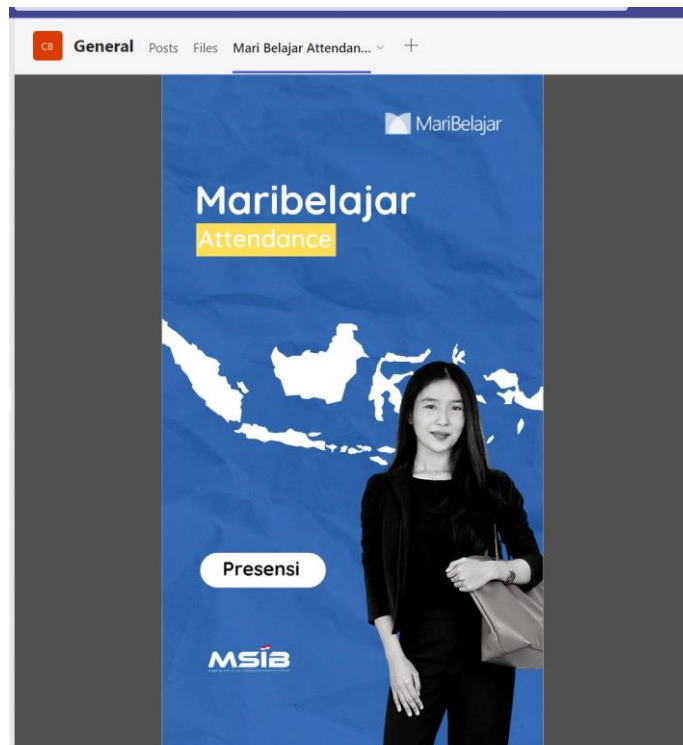 CB General Posts Files Mari Belajar Attendan...
MariBelajar
Maribelajar
Attendance
Presensi
MSIB